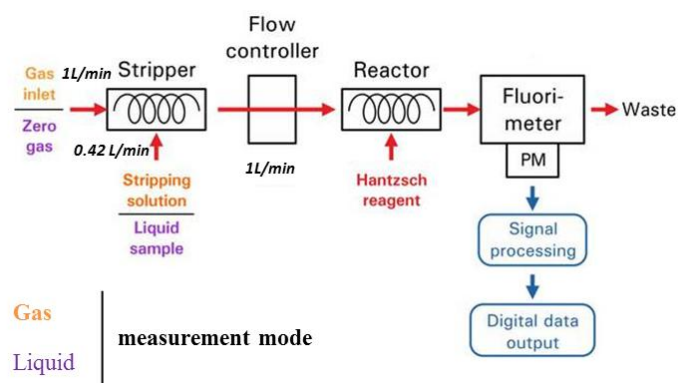 Flow
controller
Gas
inlet
1L/min
Stripper
Reactor
Fluori-
meter
Waste
Zero
gas
0.42 L/min
1L/min
PM
Stripping
solution
Hantzsch
reagent
Liquid
sample
Signal
processing
Gas
Liquid
measurement mode
Digital data
output